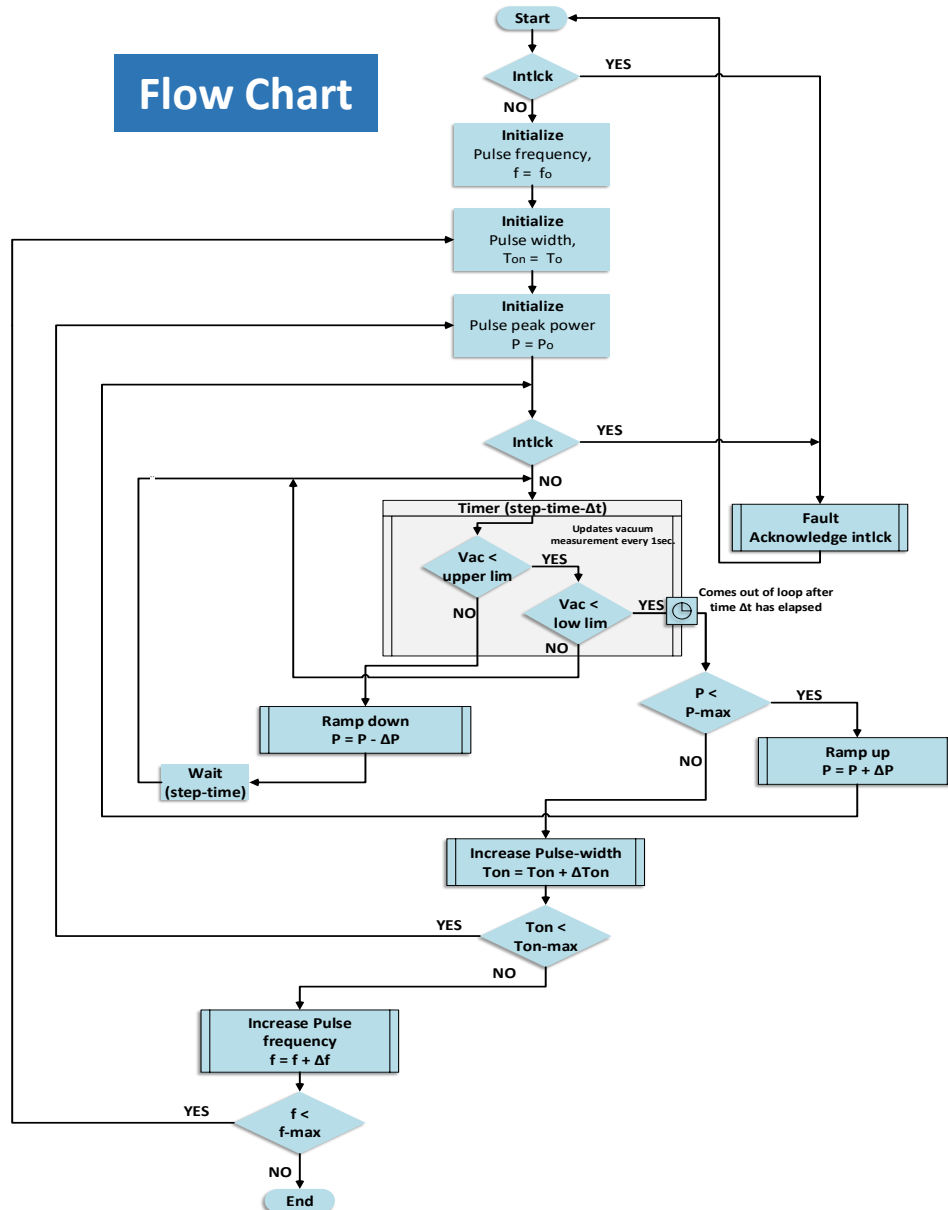 Flow Chart
Start
Intlck
YES
NO
Initialize
Pulse frequency,
f = fo
Initialize
Pulse width,
Ton = To
Initialize
Pulse peak power
P = Po
Intlck
YES
NO
Timer (step-time-Δt)
Updates vacuum
measurement every 1sec.
Fault
Acknowledge intlck
Vac <
upper lim
YES
NO
Vac <
low lim
YES
NO
Comes out of loop after
time Δt has elapsed
P <
P-max
YES
NO
Ramp down
P = P - ΔP
Ramp up
P = P + ΔP
Wait
(step-time)
Increase Pulse-width
Ton = Ton + ΔTon
Ton <
Ton-max
YES
NO
Increase Pulse
frequency
f = f + Δf
f <
f-max
YES
NO
End